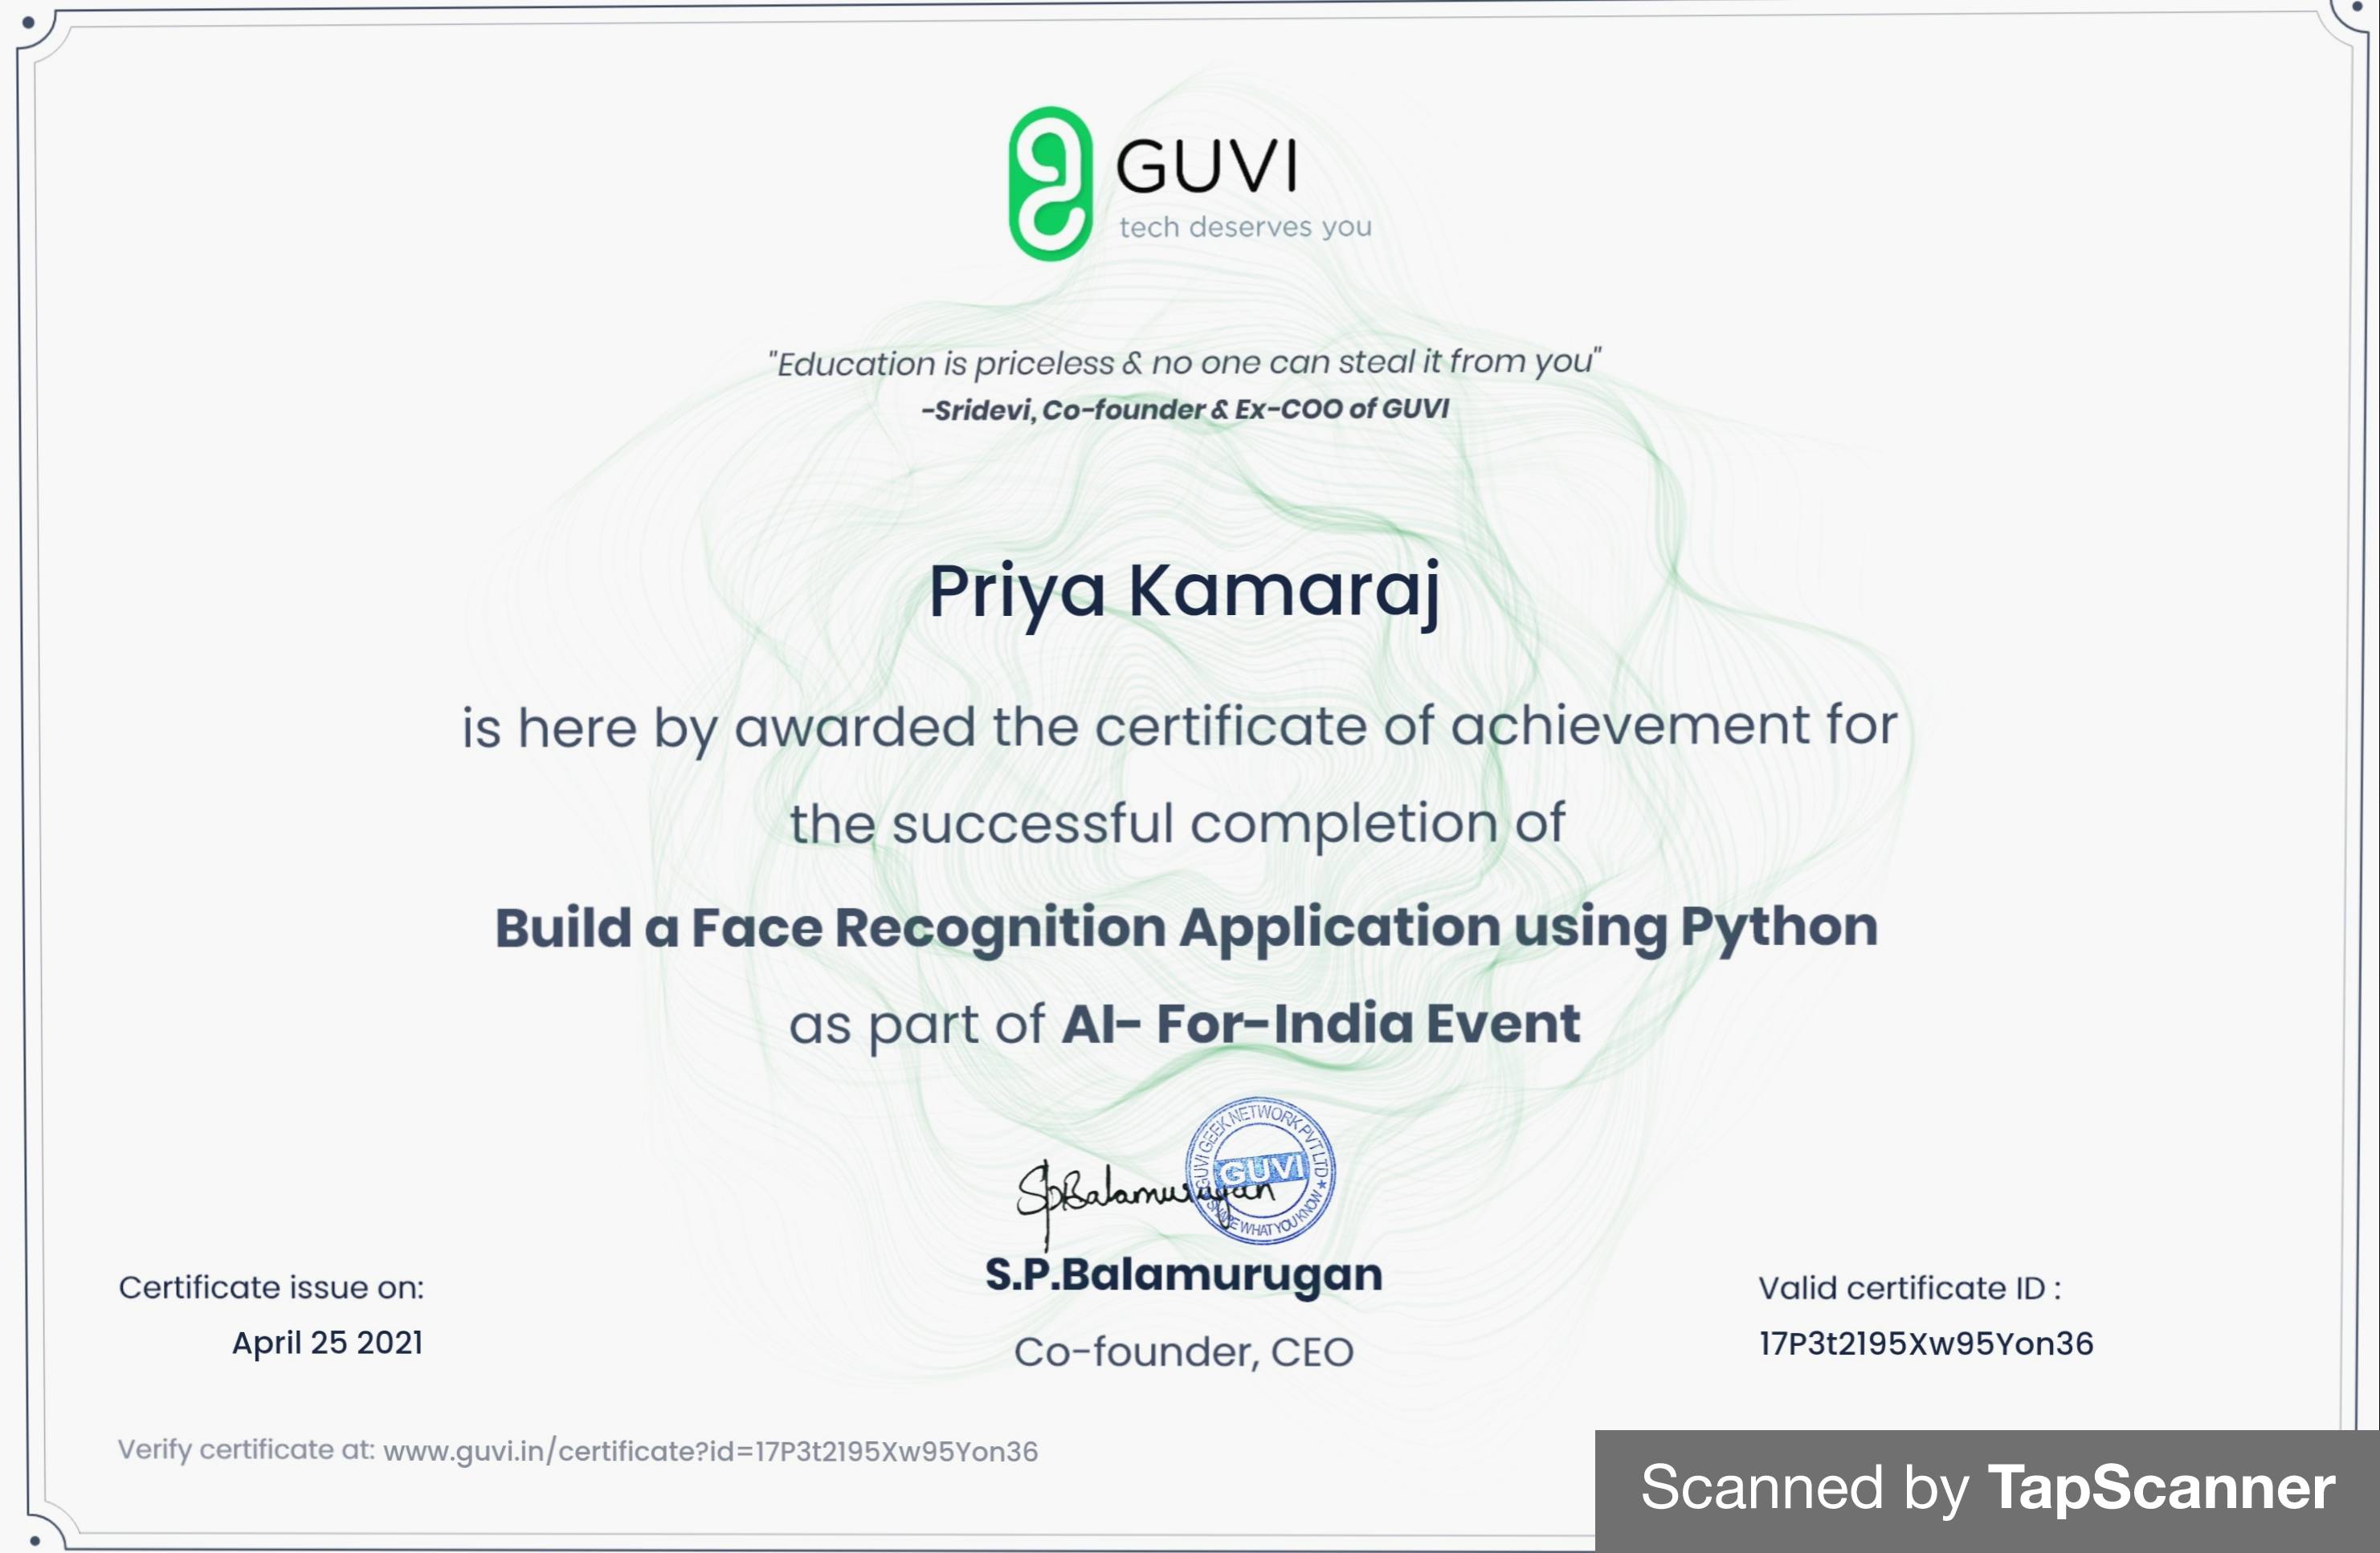 GUVI
tech deserves you
"Education is priceless & no one can steal it from you"
-Sridevi, Co-founder & Ex-COO of GUVI
Priya Kamaraj
is here by awarded the certificate of achievement for
the successful completion of
Build a Face Recognition Application using Python
as part of AI- For-India Event
GUVI GEEK NETWORK PVT LTD
GUVI
SHARE WHAT YOU KNOW
S.P.Balamurugan
S.P.Balamurugan
Co-founder, CEO
Certificate issue on:
April 25 2021
Valid certificate ID :
17P3t2195Xw95Yon36
Verify certificate at: www.guvi.in/certificate?id=17P3t2195Xw95Yon36
Scanned by TapScanner